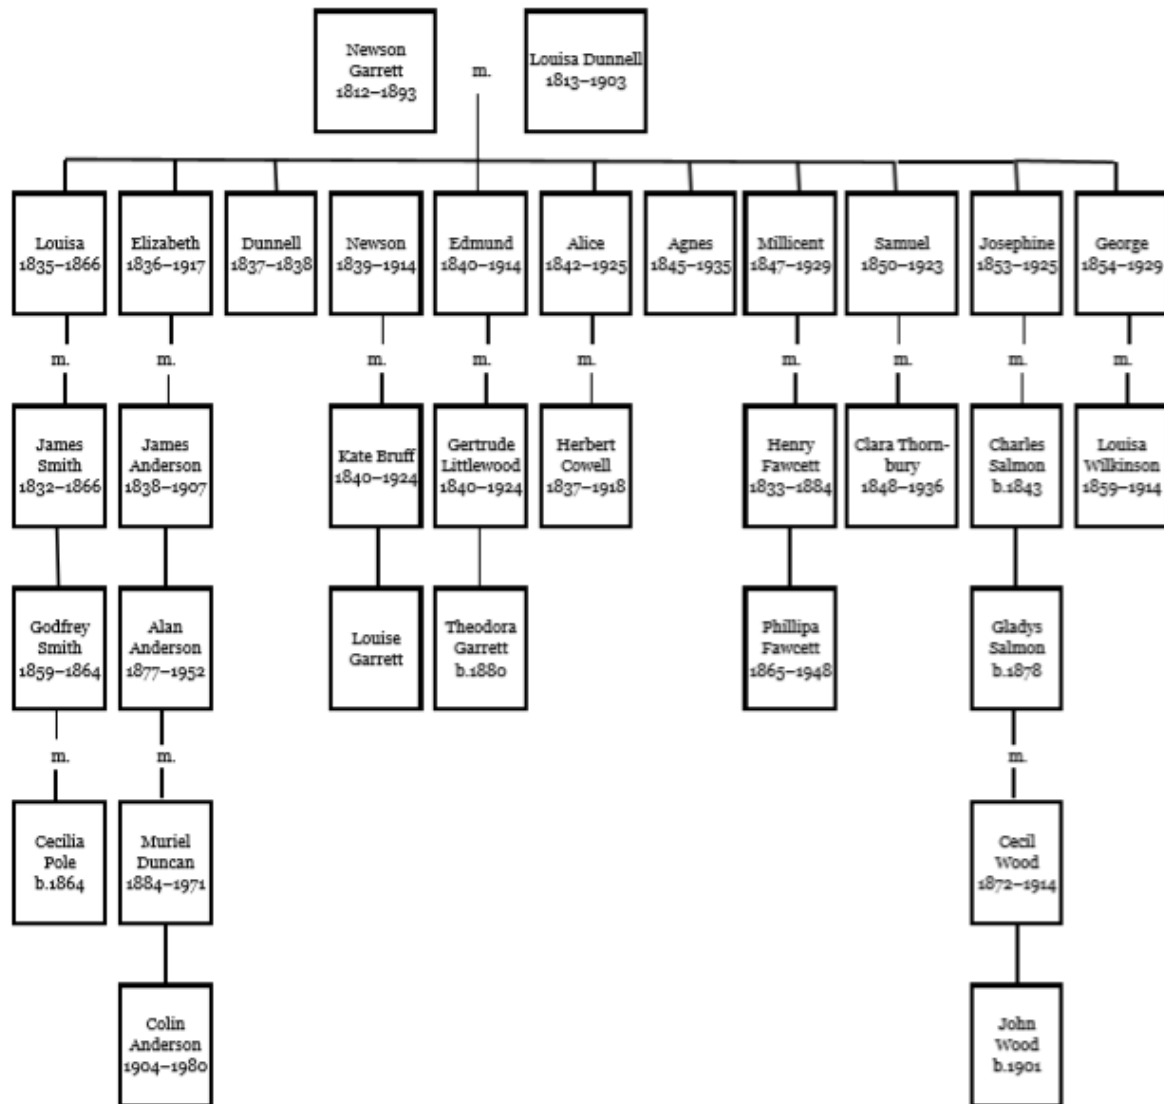 Newson
Garrett
1812–1893
m.
Louisa Dunnell
1813–1903
Louisa
1835–1866
Elizabeth
1836–1917
Dunnell
1837–1838
Newson
1839–1914
Edmund
1840–1914
Alice
1842–1925
Agnes
1845–1935
Millicent
1847–1929
Samuel
1850–1923
Josephine
1853–1925
George
1854–1929
m.
m.
m.
m.
m.
m.
m.
m.
m.
James
Smith
1832–1866
James
Anderson
1838–1907
Kate Bruff
1840–1924
Gertrude
Littlewood
1840–1924
Herbert
Cowell
1837–1918
Henry
Fawcett
1833–1884
Clara Thorn-
bury
1848–1936
Charles
Salmon
b.1843
Louisa
Wilkinson
1859–1914
Godfrey
Smith
1859–1864
Alan
Anderson
1877–1952
Louise
Garrett
Theodora
Garrett
b.1880
Phillipa
Fawcett
1865–1948
Gladys
Salmon
b.1878
m.
m.
m.
Cecilia
Pole
b.1864
Muriel
Duncan
1884–1971
Cecil
Wood
1872–1914
Colin
Anderson
1904–1980
John
Wood
b.1901